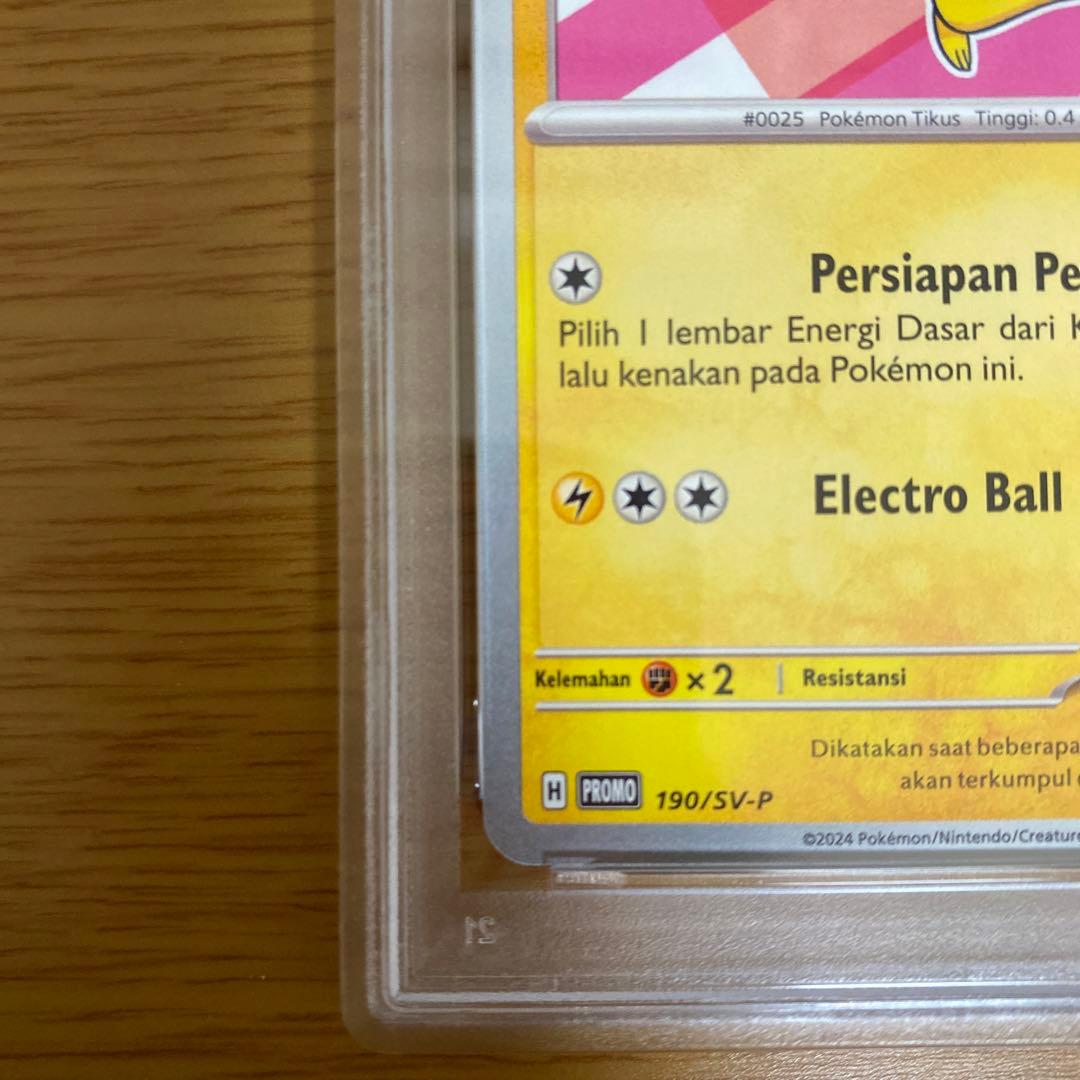 #0025 Pokémon Tikus Tinggi: 0.4
Persiapan Pe
Pilih 1 lembar Energi Dasar dari K
lalu kenakan pada Pokémon ini.
Electro Ball
Kelemahan ×2 | Resistansi
Dikatakan saat beberapa
akan terkumpul
H PROMO 190/SV-P
©2024 Pokémon/Nintendo/Creature